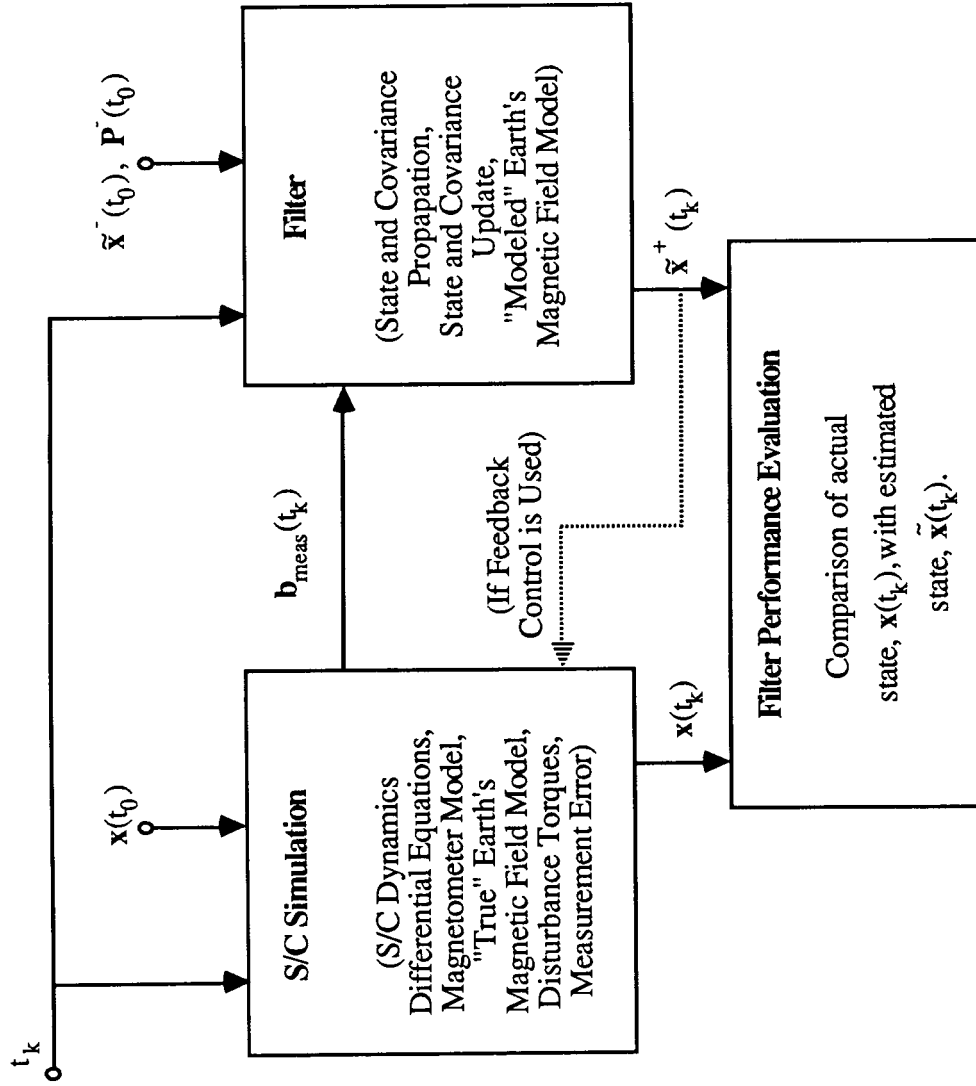 t_k
x(t_0)
x̃^-(t_0), P^-(t_0)
S/C Simulation
(S/C Dynamics
Differential Equations,
Magnetometer Model,
"True" Earth's
Magnetic Field Model,
Disturbance Torques,
Measurement Error)
b_meas(t_k)
Filter
(State and Covariance
Propapation,
State and Covariance
Update,
"Modeled" Earth's
Magnetic Field Model)
(If Feedback
Control is Used)
x(t_k)
x̃^+(t_k)
Filter Performance Evaluation
Comparison of actual
state, x(t_k), with estimated
state, x̃(t_k).